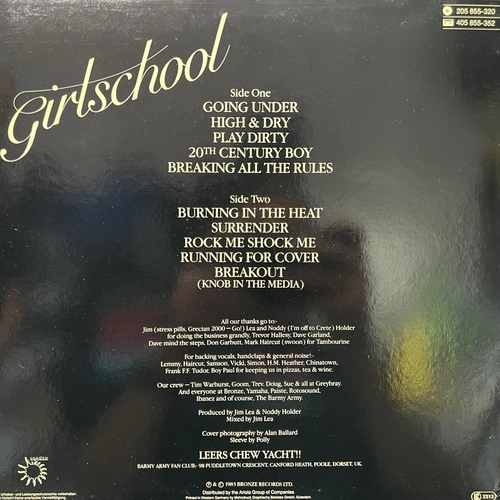 Girlschool
205 855-320
405 855-352
Side One
GOING UNDER
HIGH & DRY
PLAY DIRTY
20TH CENTURY BOY
BREAKING ALL THE RULES
Side Two
BURNING IN THE HEAT
SURRENDER
ROCK ME SHOCK ME
RUNNING FOR COVER
BREAKOUT
(KNOB IN THE MEDIA)
All our thanks go to:-
Jim (stress pills, Grecian 2000 – Go!) Lea and Noddy (I'm off to Crete) Holder
for doing the business grandly, Trevor Hallesy, Dave Garland,
Dave mind the steps, Don Garbutt, Mark Haircut (swoon) for Tambourine
For backing vocals, handclaps & general noise!:-
Lemmy, Haircut, Samson, Vicki, Simon, H.M. Heather, Chinatown,
Frank F.F. Tudor, Boy Paul for keeping us in pizzas, tea & wine.
Our crew – Tim Warhurst, Goom, Trev, Doug, Sue & all at Greybray.
And everyone at Bronze, Yamaha, Paiste, Rotosound,
Ibanez and of course, The Barmy Army.
Produced by Jim Lea & Noddy Holder
Mixed by Jim Lea
Cover photography by Alan Ballard
Sleeve by Polly
LEERS CHEW YACHT!!
BARMY ARMY FAN CLUB:- 98 PUDDLETOWN CRESCENT, CANFORD HEATH, POOLE, DORSET, UK.
℗ © 1983 BRONZE RECORDS LTD.
Distributed by the Ariola Group of Companies